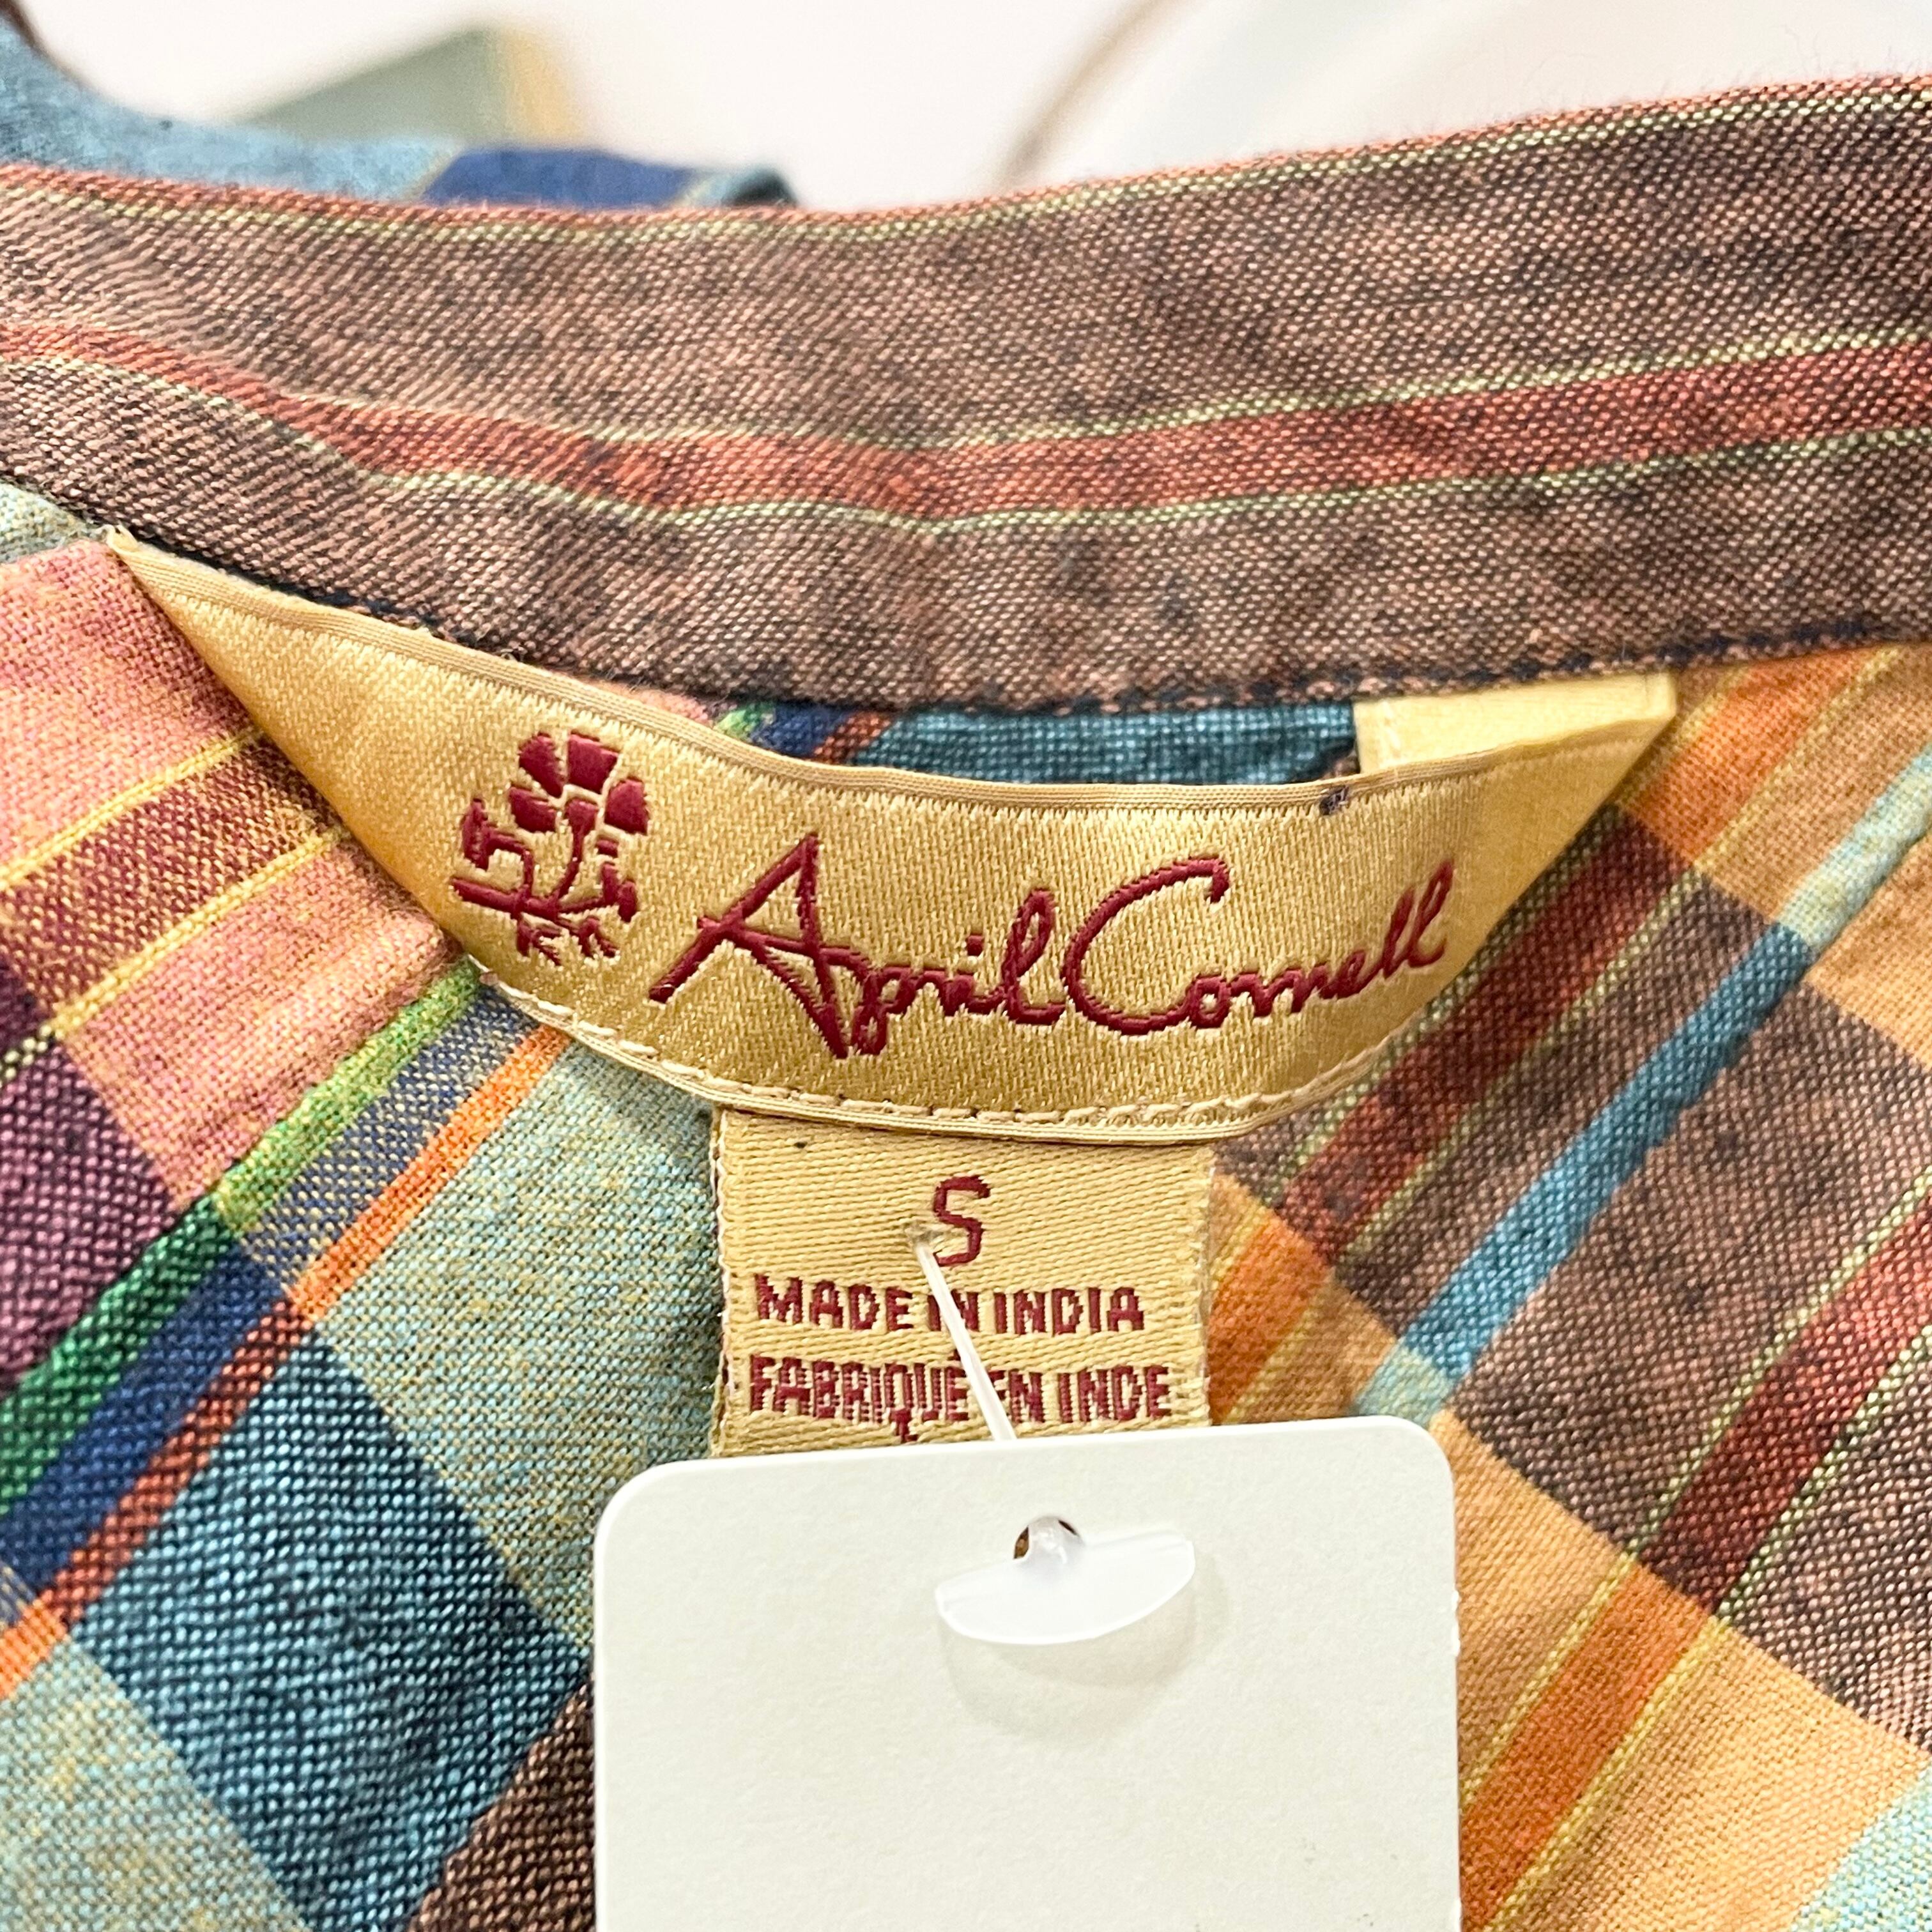 April Cornell
S
MADE IN INDIA
FABRIQUE EN INDE